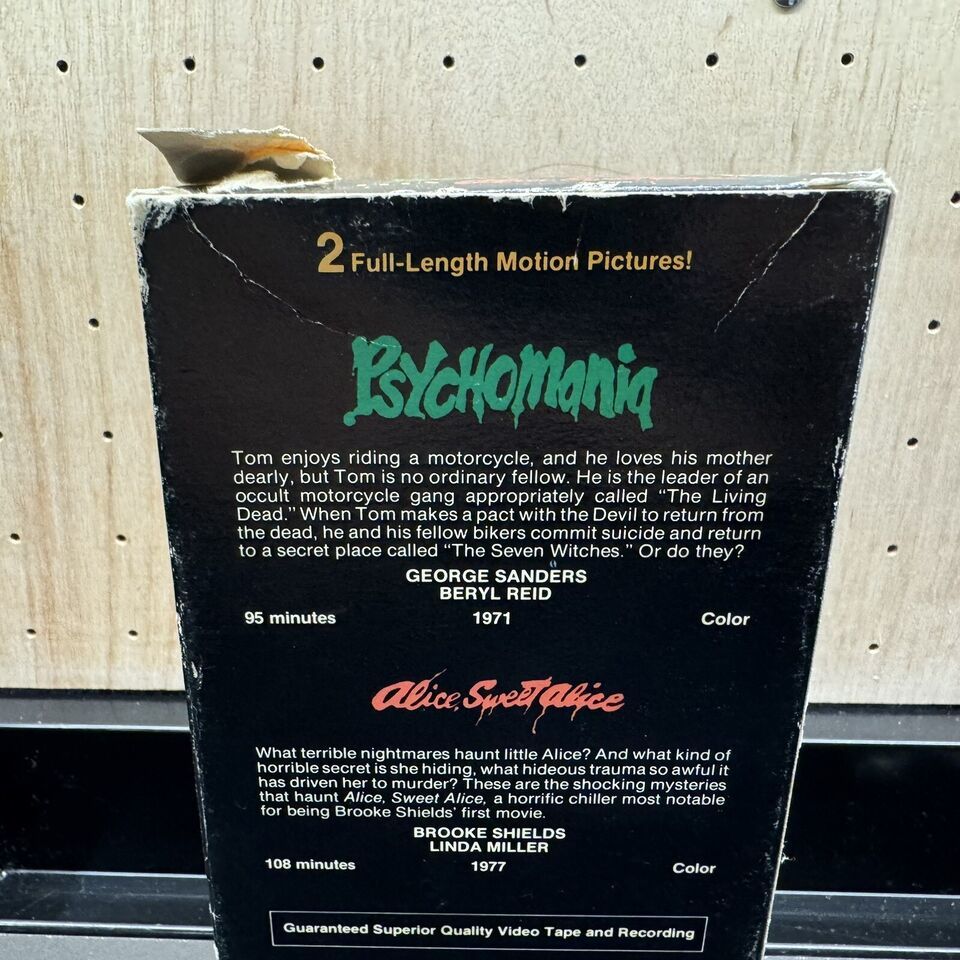 2 Full-Length Motion Pictures!
PSYCHOMANIA
Tom enjoys riding a motorcycle, and he loves his mother
dearly, but Tom is no ordinary fellow. He is the leader of an
occult motorcycle gang appropriately called "The Living
Dead." When Tom makes a pact with the Devil to return from
the dead, he and his fellow bikers commit suicide and return
to a secret place called "The Seven Witches." Or do they?
GEORGE SANDERS
BERYL REID
95 minutes 1971 Color
Alice, Sweet Alice
What terrible nightmares haunt little Alice? And what kind of
horrible secret is she hiding, what hideous trauma so awful it
has driven her to murder? These are the shocking mysteries
that haunt Alice, Sweet Alice, a horrific chiller most notable
for being Brooke Shields' first movie.
BROOKE SHIELDS
LINDA MILLER
108 minutes 1977 Color
Guaranteed Superior Quality Video Tape and Recording